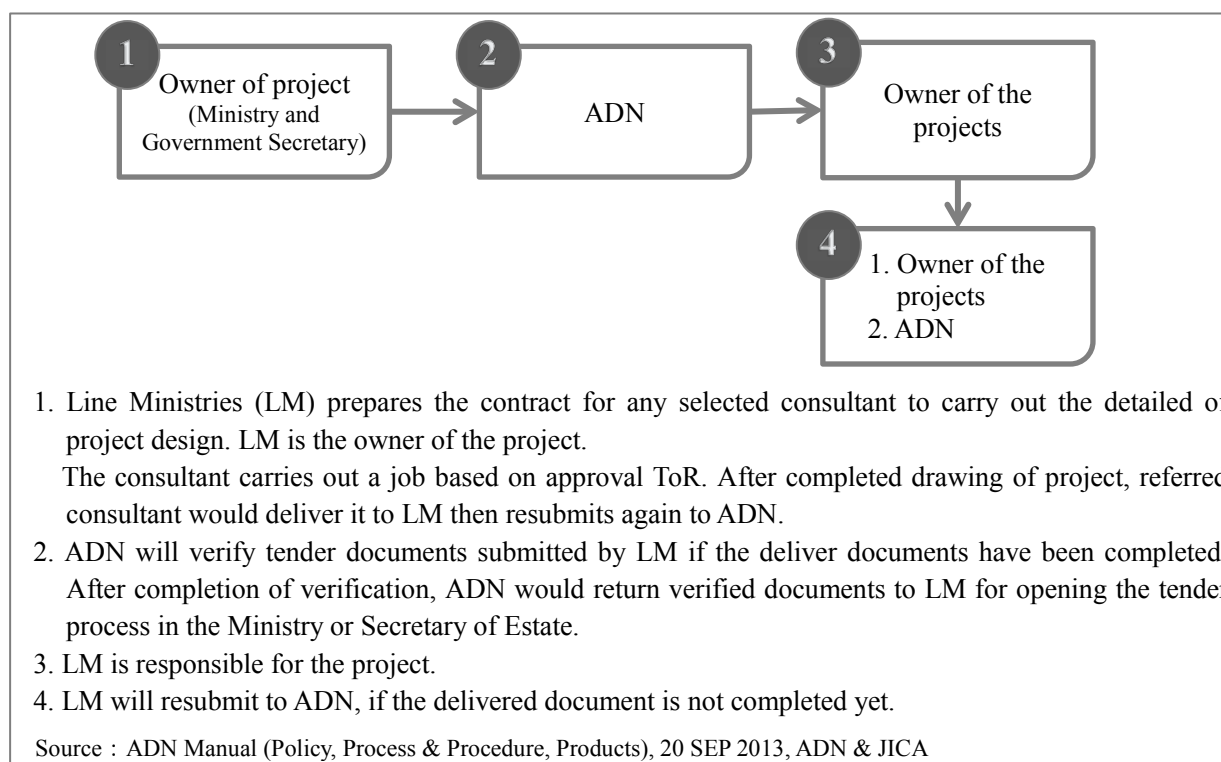 1
Owner of project
(Ministry and
Government Secretary)
2
ADN
3
Owner of the
projects
4
1. Owner of the
projects
2. ADN
1. Line Ministries (LM) prepares the contract for any selected consultant to carry out the detailed of
project design. LM is the owner of the project.
The consultant carries out a job based on approval ToR. After completed drawing of project, referred
consultant would deliver it to LM then resubmits again to ADN.
2. ADN will verify tender documents submitted by LM if the deliver documents have been completed
After completion of verification, ADN would return verified documents to LM for opening the tender
process in the Ministry or Secretary of Estate.
3. LM is responsible for the project.
4. LM will resubmit to ADN, if the delivered document is not completed yet.
Source : ADN Manual (Policy, Process & Procedure, Products), 20 SEP 2013, ADN & JICA